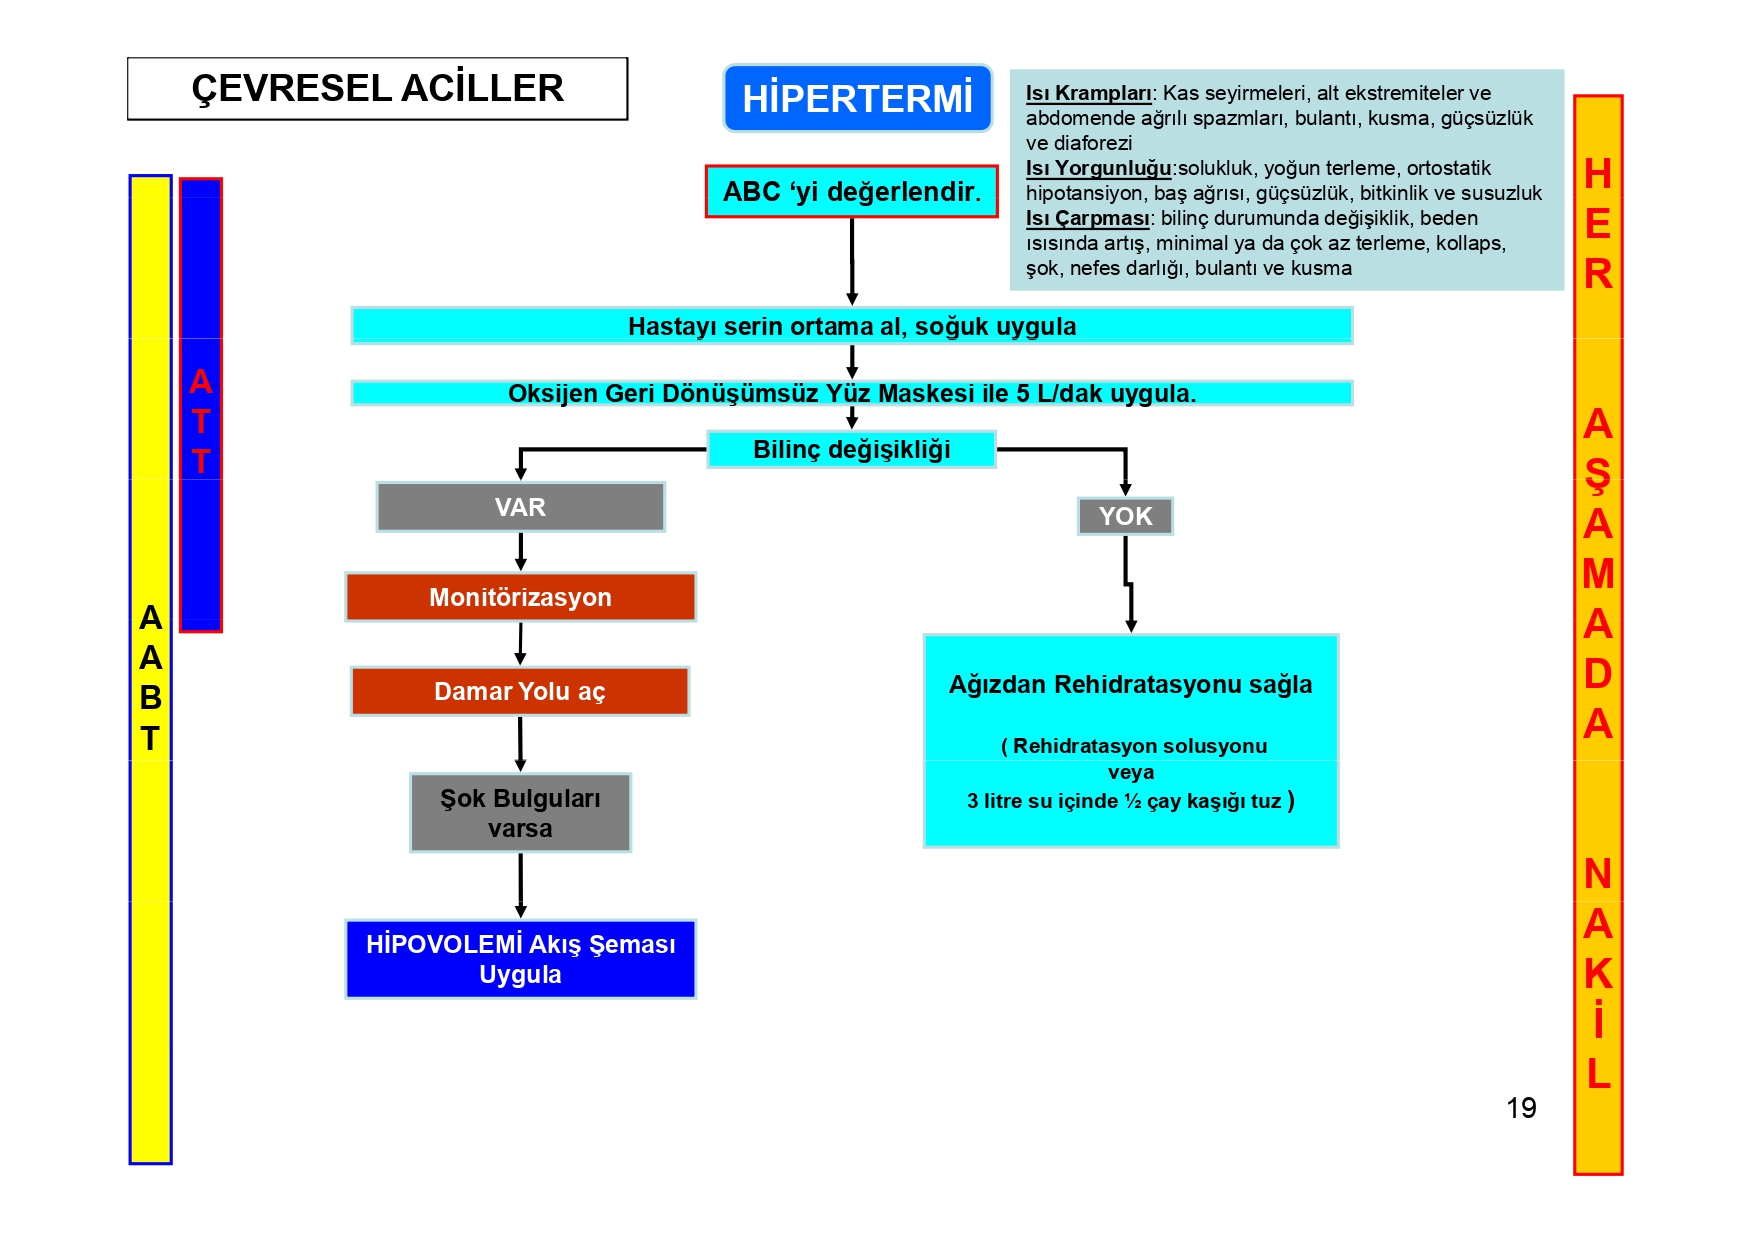 ÇEVRESEL ACİLLER
HİPERTERMİ
Isı Krampları: Kas seyirmeleri, alt ekstremiteler ve
abdomende ağrılı spazmları, bulantı, kusma, güçsüzlük
ve diaforezi
Isı Yorgunluğu:solukluk, yoğun terleme, ortostatik
hipotansiyon, baş ağrısı, güçsüzlük, bitkinlik ve susuzluk
Isı Çarpması: bilinç durumunda değişiklik, beden
ısısında artış, minimal ya da çok az terleme, kollaps,
şok, nefes darlığı, bulantı ve kusma
ABC ‘yi değerlendir.
Hastayı serin ortama al, soğuk uygula
Oksijen Geri Dönüşümsüz Yüz Maskesi ile 5 L/dak uygula.
Bilinç değişikliği
VAR
YOK
Monitörizasyon
Damar Yolu aç
Şok Bulguları
varsa
HİPOVOLEMİ Akış Şeması
Uygula
Ağızdan Rehidratasyonu sağla
( Rehidratasyon solusyonu
veya
3 litre su içinde ½ çay kaşığı tuz )
AABT
ATT
HER AŞAMADA NAKİL
19